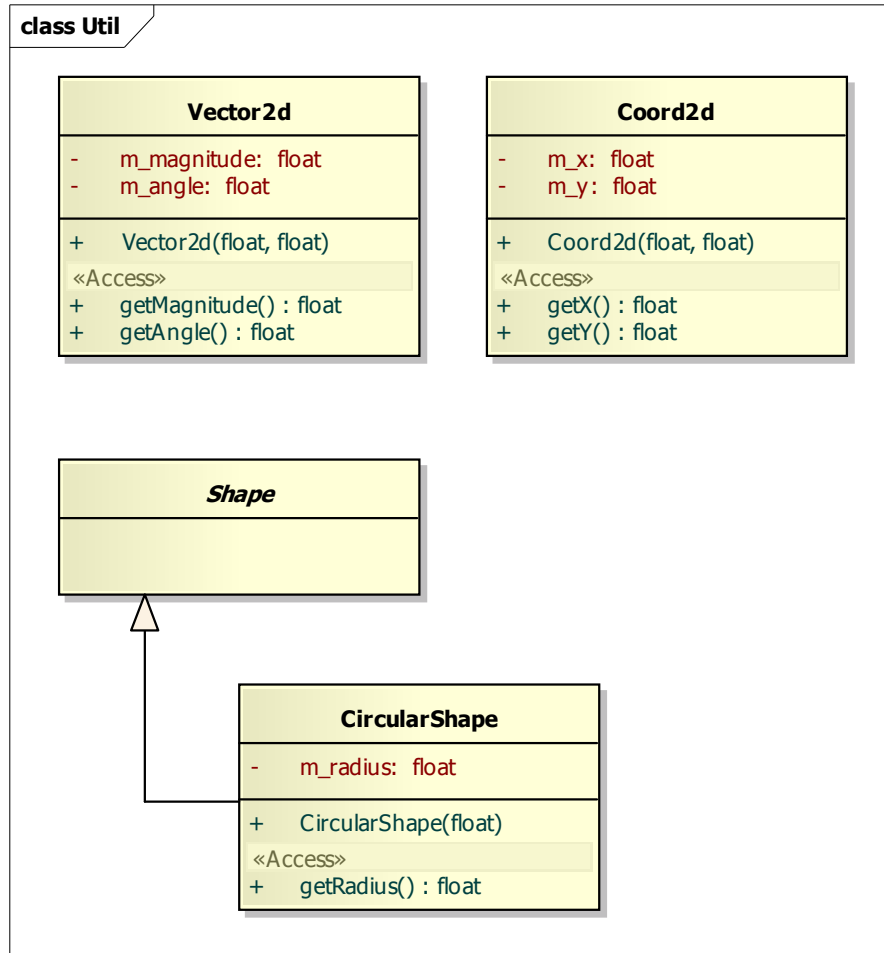 class Util
Vector2d
- m_magnitude: float
- m_angle: float
+ Vector2d(float, float)
«Access»
+ getMagnitude() : float
+ getAngle() : float
Coord2d
- m_x: float
- m_y: float
+ Coord2d(float, float)
«Access»
+ getX() : float
+ getY() : float
Shape
CircularShape
- m_radius: float
+ CircularShape(float)
«Access»
+ getRadius() : float